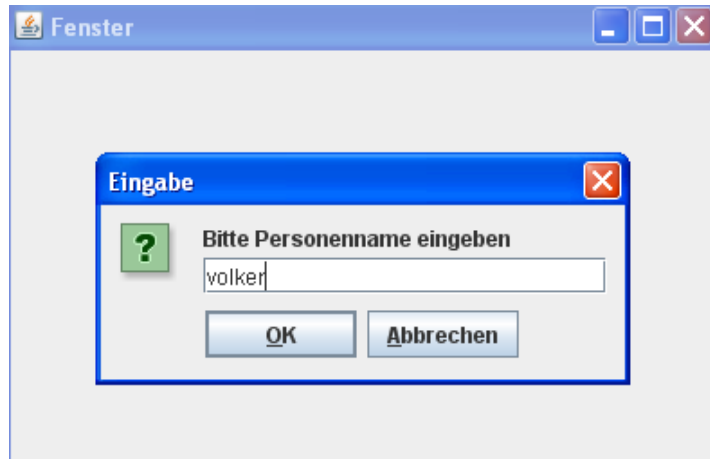 Fenster
Eingabe
?
Bitte Personenname eingeben
volker
OK
Abbrechen